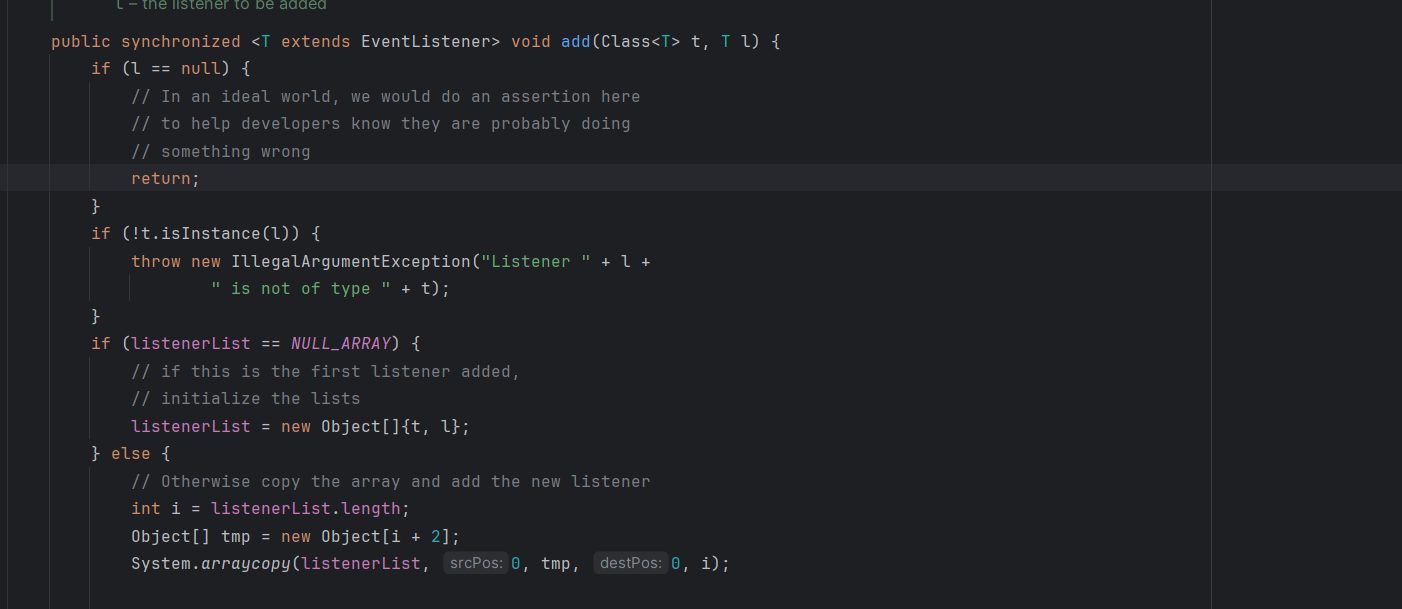 l – the listener to be added
public synchronized <T extends EventListener> void add(Class<T> t, T l) {
if (l == null) {
// In an ideal world, we would do an assertion here
// to help developers know they are probably doing
// something wrong
return;
}
if (!t.isInstance(l)) {
throw new IllegalArgumentException("Listener " + l +
" is not of type " + t);
}
if (listenerList == NULL_ARRAY) {
// if this is the first listener added,
// initialize the lists
listenerList = new Object[]{t, l};
} else {
// Otherwise copy the array and add the new listener
int i = listenerList.length;
Object[] tmp = new Object[i + 2];
System.arraycopy(listenerList, srcPos: 0, tmp, destPos: 0, i);